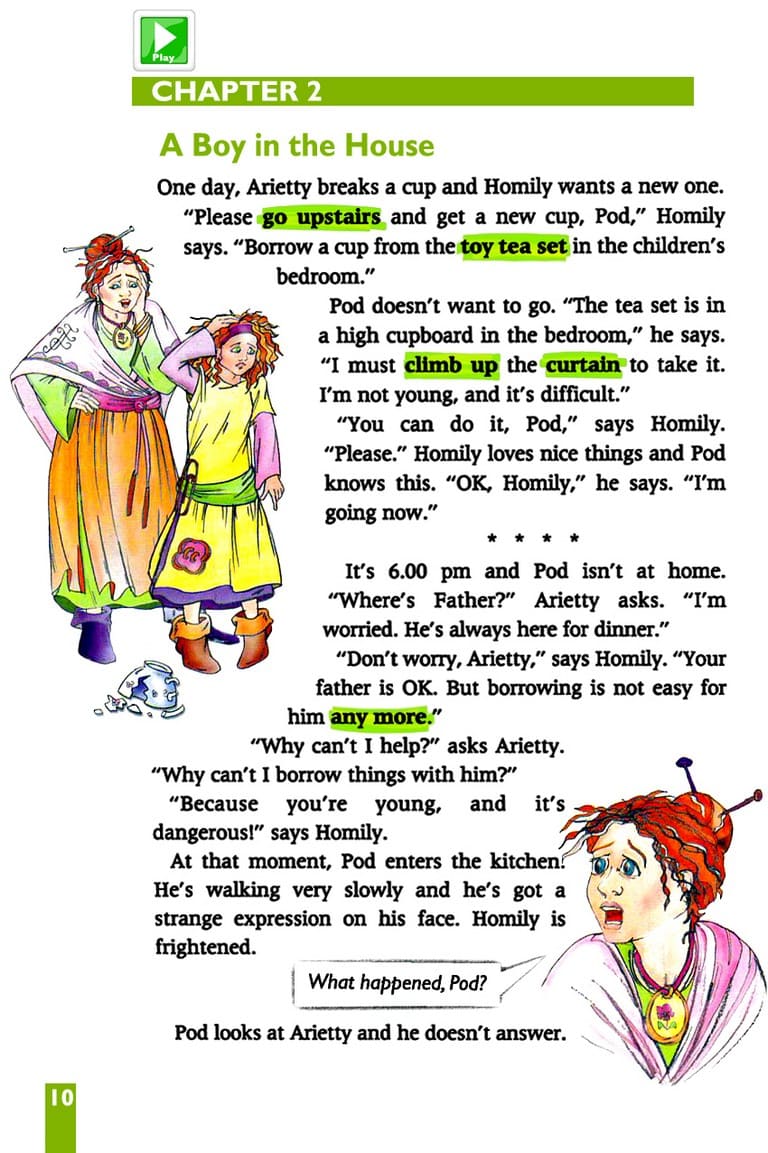 Play
CHAPTER 2
A Boy in the House
One day, Arietty breaks a cup and Homily wants a new one.
“Please go upstairs and get a new cup, Pod,” Homily
says. “Borrow a cup from the toy tea set in the children’s
bedroom.”
Pod doesn’t want to go. “The tea set is in
a high cupboard in the bedroom,” he says.
“I must climb up the curtain to take it.
I’m not young, and it’s difficult.”
“You can do it, Pod,” says Homily.
“Please.” Homily loves nice things and Pod
knows this. “OK, Homily,” he says. “I’m
going now.”
* * * *
It’s 6.00 pm and Pod isn’t at home.
“Where’s Father?” Arietty asks. “I’m
worried. He’s always here for dinner.”
“Don’t worry, Arietty,” says Homily. “Your
father is OK. But borrowing is not easy for
him any more.”
“Why can’t I help?” asks Arietty.
“Why can’t I borrow things with him?”
“Because you’re young, and it’s
dangerous!” says Homily.
At that moment, Pod enters the kitchen.
He’s walking very slowly and he’s got a
strange expression on his face. Homily is
frightened.
What happened, Pod?
Pod looks at Arietty and he doesn’t answer.
10